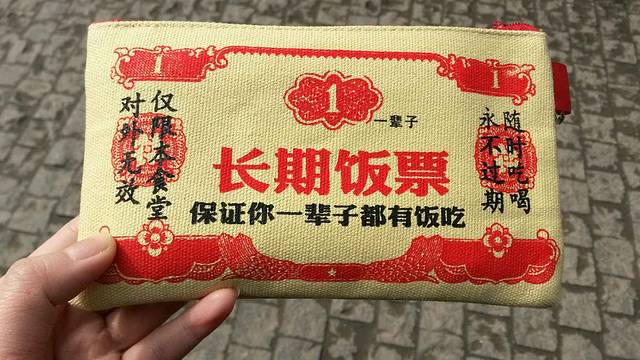 1
1
1
一辈子
长期饭票
保证你一辈子都有饭吃
仅限本食堂
对外无效
随时吃喝
永不过期